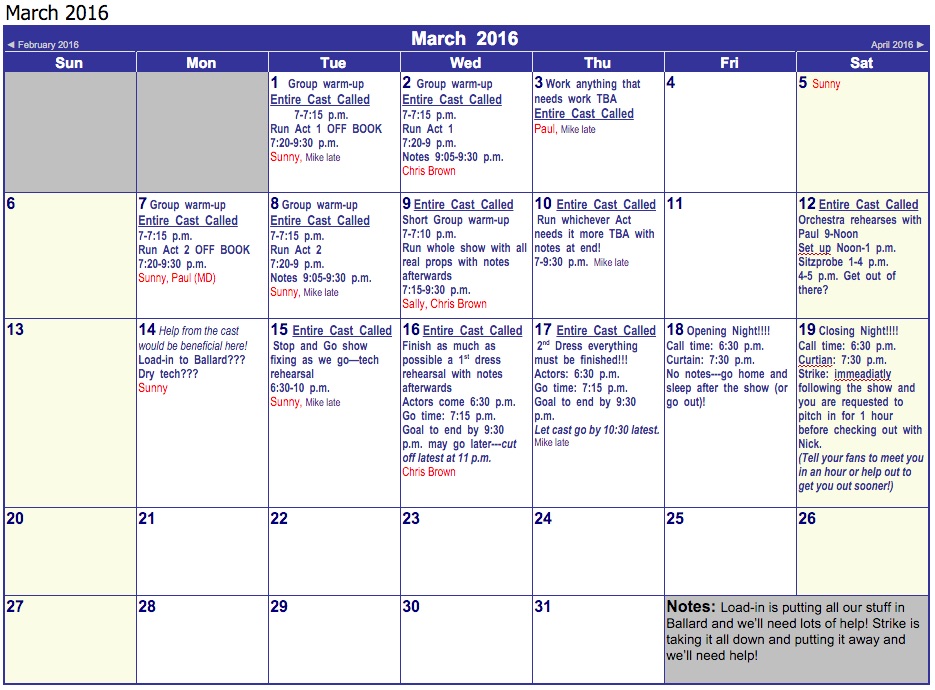 March 2016
◄ February 2016
March 2016
April 2016 ►
Sun
Mon
Tue
Wed
Thu
Fri
Sat
1 Group warm-up
Entire Cast Called
7-7:15 p.m.
Run Act 1 OFF BOOK
7:20-9:30 p.m.
Sunny, Mike late
2 Group warm-up
Entire Cast Called
7-7:15 p.m.
Run Act 1
7:20-9 p.m.
Notes 9:05-9:30 p.m.
Chris Brown
3 Work anything that
needs work TBA
Entire Cast Called
Paul, Mike late
4
5 Sunny
6
7 Group warm-up
Entire Cast Called
7-7:15 p.m.
Run Act 2 OFF BOOK
7:20-9:30 p.m.
Sunny, Paul (MD)
8 Group warm-up
Entire Cast Called
7-7:15 p.m.
Run Act 2
7:20-9 p.m.
Notes 9:05-9:30 p.m.
Sunny, Mike late
9 Entire Cast Called
Short Group warm-up
7-7:10 p.m.
Run whole show with all
real props with notes
afterwards
7:15-9:30 p.m.
Sally, Chris Brown
10 Entire Cast Called
Run whichever Act
needs it more TBA with
notes at end!
7-9:30 p.m. Mike late
11
12 Entire Cast Called
Orchestra rehearses with
Paul 9-Noon
Set up Noon-1 p.m.
Sitzprobe 1-4 p.m.
4-5 p.m. Get out of
there?
13
14 Help from the cast
would be beneficial here!
Load-in to Ballard???
Dry tech???
Sunny
15 Entire Cast Called
Stop and Go show
fixing as we go—tech
rehearsal
6:30-10 p.m.
Sunny, Mike late
16 Entire Cast Called
Finish as much as
possible a 1st dress
rehearsal with notes
afterwards
Actors come 6:30 p.m.
Go time: 7:15 p.m.
Goal to end by 9:30
p.m. may go later---cut
off latest at 11 p.m.
Chris Brown
17 Entire Cast Called
2nd Dress everything
must be finished!!!
Actors: 6:30 p.m.
Go time: 7:15 p.m.
Goal to end by 9:30
p.m.
Let cast go by 10:30 latest.
Mike late
18 Opening Night!!!!
Call time: 6:30 p.m.
Curtain: 7:30 p.m.
No notes---go home and
sleep after the show (or
go out)!
19 Closing Night!!!!
Call time: 6:30 p.m.
Curtian: 7:30 p.m.
Strike: immeadiatly
following the show and
you are requested to
pitch in for 1 hour
before checking out with
Nick.
(Tell your fans to meet you
in an hour or help out to
get you out sooner!)
20
21
22
23
24
25
26
27
28
29
30
31
Notes: Load-in is putting all our stuff in
Ballard and we'll need lots of help! Strike is
taking it all down and putting it away and
we'll need help!